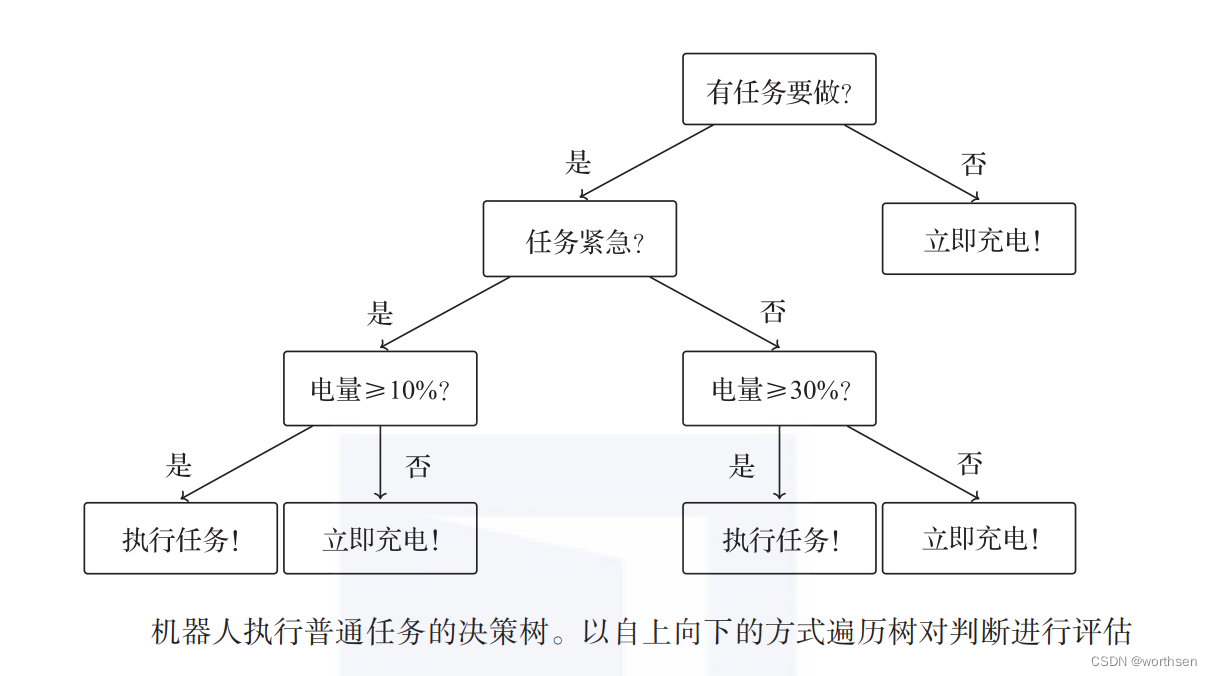 有任务要做?
是
否
任务紧急?
立即充电!
是
否
电量≥10%?
电量≥30%?
是
否
是
否
执行任务!
立即充电!
执行任务!
立即充电!
机器人执行普通任务的决策树。以自上向下的方式遍历树对判断进行评估
CSDN @worthsen